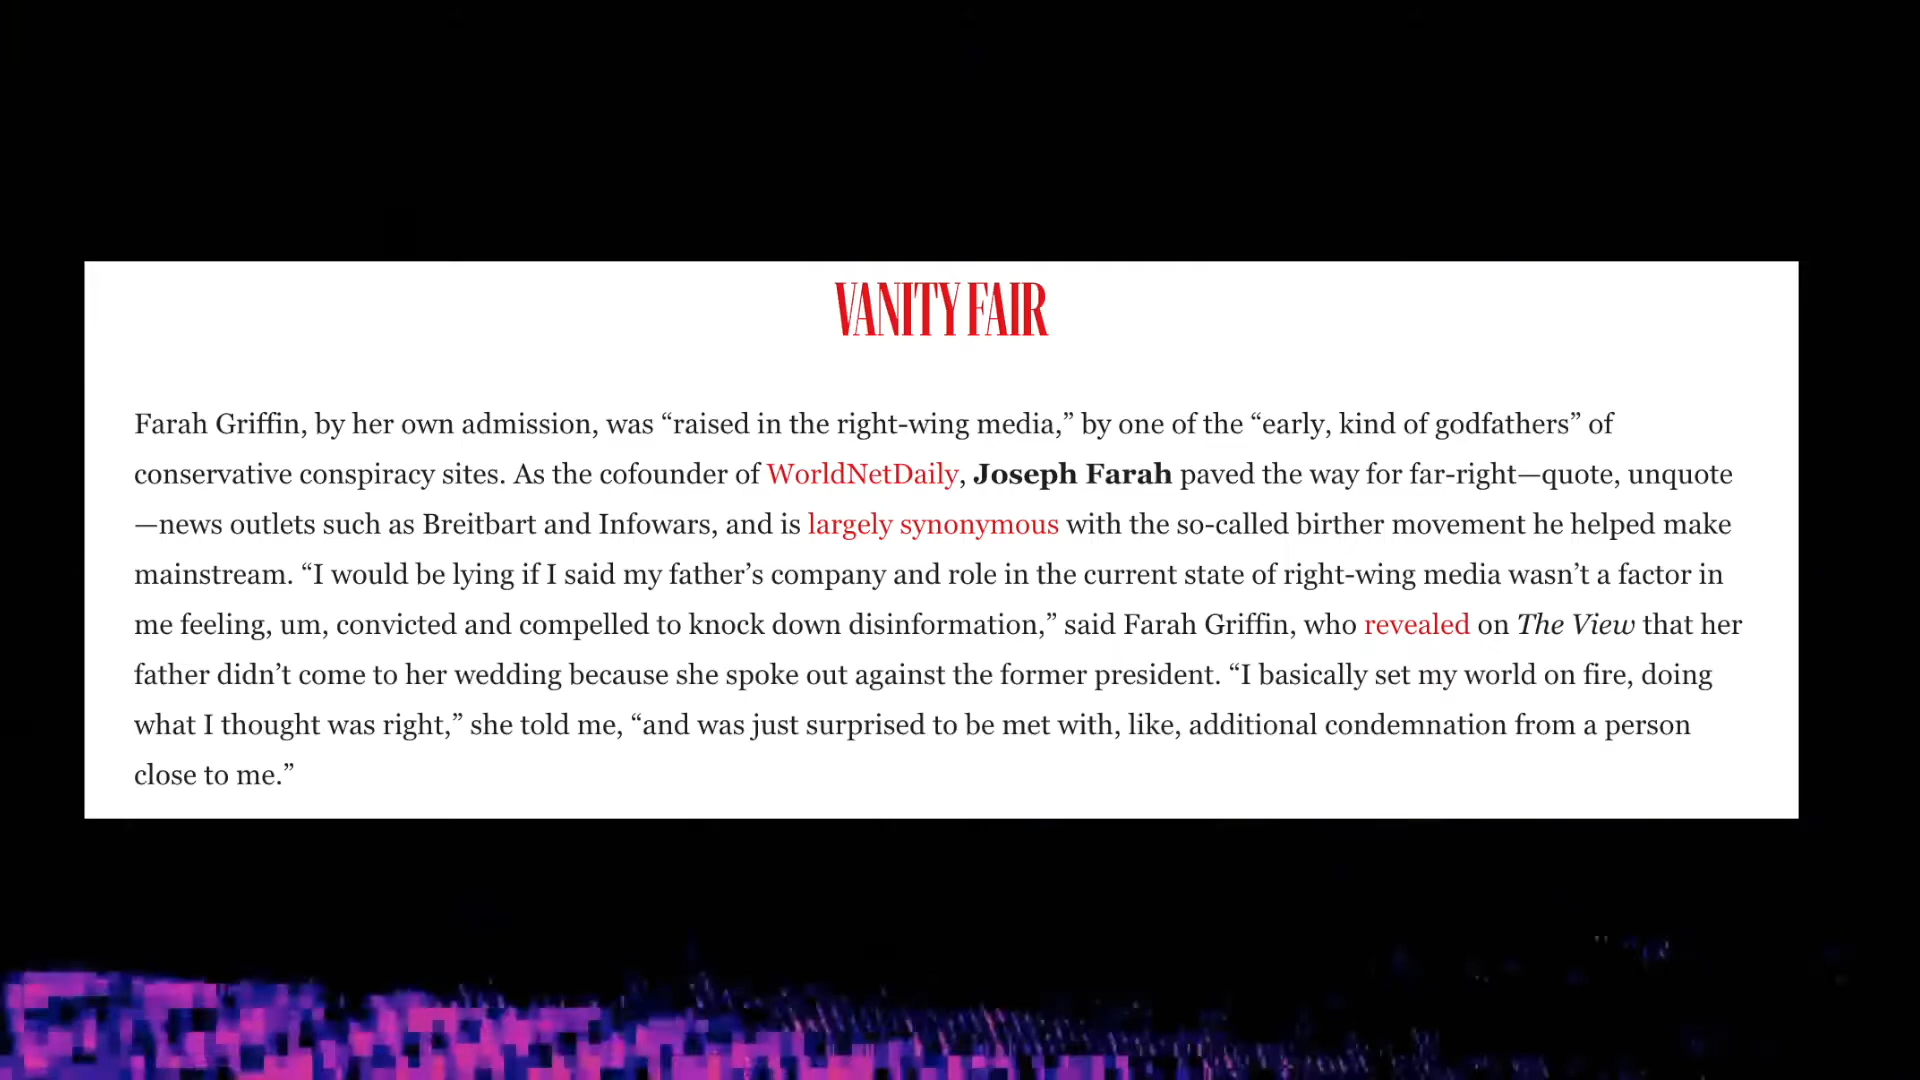 VANITY FAIR
Farah Griffin, by her own admission, was “raised in the right-wing media,” by one of the “early, kind of godfathers” of
conservative conspiracy sites. As the cofounder of WorldNetDaily, Joseph Farah paved the way for far-right—quote, unquote
—news outlets such as Breitbart and Infowars, and is largely synonymous with the so-called birther movement he helped make
mainstream. “I would be lying if I said my father’s company and role in the current state of right-wing media wasn’t a factor in
me feeling, um, convicted and compelled to knock down disinformation,” said Farah Griffin, who revealed on The View that her
father didn’t come to her wedding because she spoke out against the former president. “I basically set my world on fire, doing
what I thought was right,” she told me, “and was just surprised to be met with, like, additional condemnation from a person
close to me.”